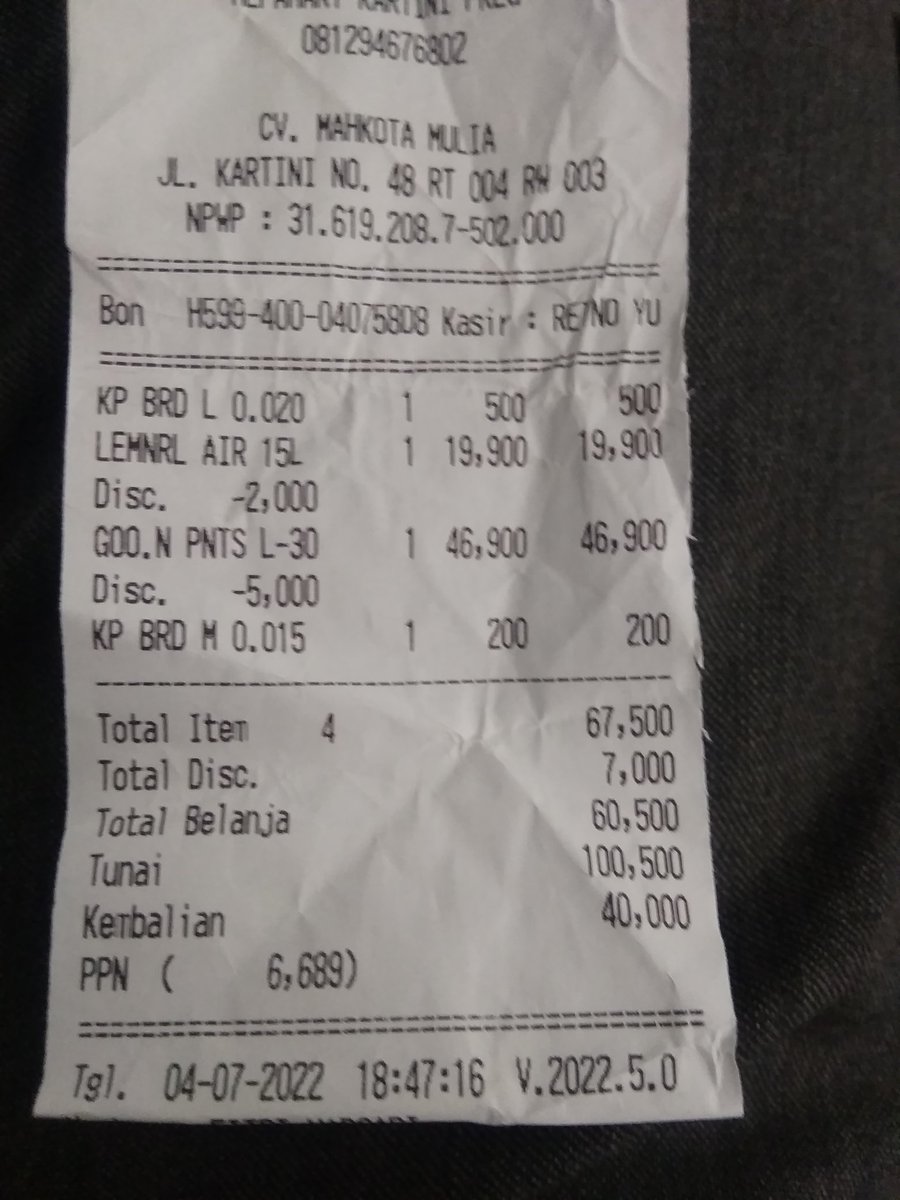 KARTINI
081294676802
CV. MAHKOTA MULIA
JL. KARTINI NO. 48 RT 004 RW 003
NPWP : 31.619.208.7-502.000
Bon H599-400-04075808 Kasir : RE7NO YU
KP BRD L 0.020 1 500 500
LEMNRL AIR 15L 1 19,900 19,900
Disc. -2,000
GOO.N PNTS L-30 1 46,900 46,900
Disc. -5,000
KP BRD M 0.015 1 200 200
Total Item 4 67,500
Total Disc. 7,000
Total Belanja 60,500
Tunai 100,500
Kembalian 40,000
PPN ( 6,689)
Tgl. 04-07-2022 18:47:16 V.2022.5.0